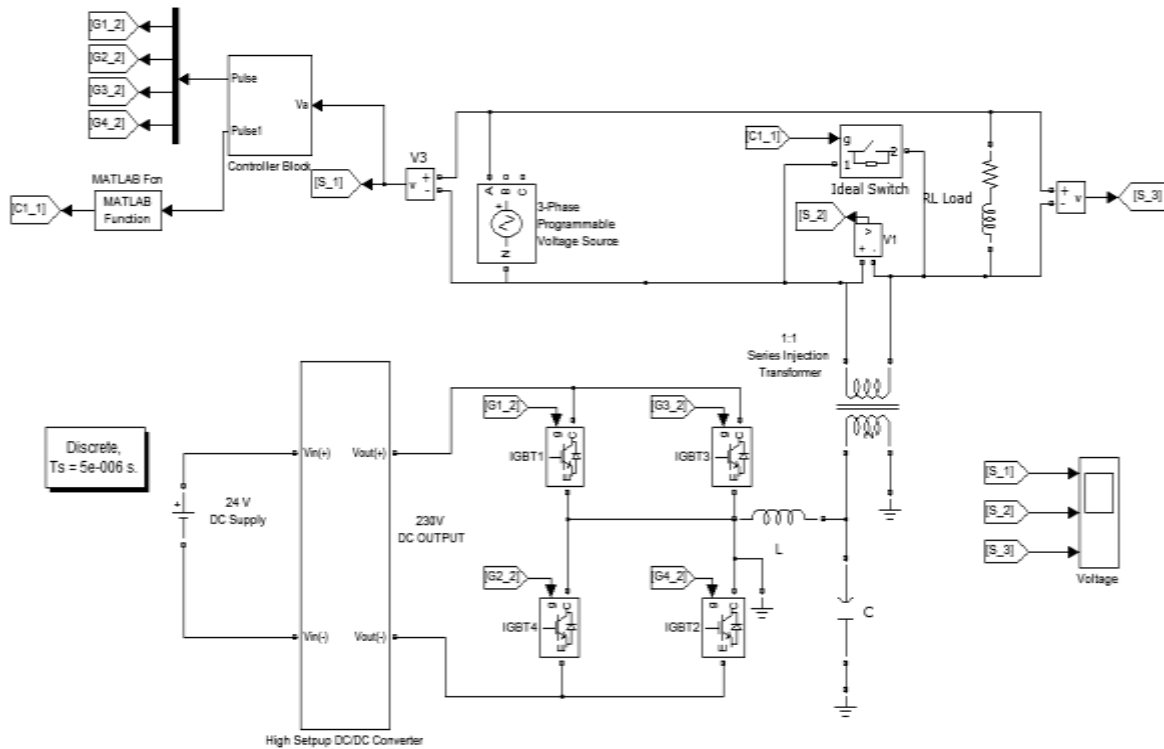 [G1_2]
[G2_2]
[G3_2]
[G4_2]
Pulse
Va
Pulse1
Controller Block
MATLAB Fcn
MATLAB
Function
[C1_1]
[S_1]
V3
+
-
v
A
B
C
+
N
3-Phase
Programmable
Voltage Source
[C1_1]
g
1
2
Ideal Switch
RL Load
[S_2]
v
+
-
V1
+
-
v
[S_3]
1:1
Series Injection
Transformer
2
Discrete,
Ts = 5e-006 s.
+
24 V
DC Supply
Vin(+)
Vout(+)
Vin(-)
Vout(-)
230V
DC OUTPUT
High Setpup DC/DC Converter
[G1_2]
g
C
E
IGBT1
[G3_2]
g
C
E
IGBT3
[G2_2]
g
C
E
IGBT4
[G4_2]
g
C
E
IGBT2
L
C
[S_1]
[S_2]
[S_3]
Voltage